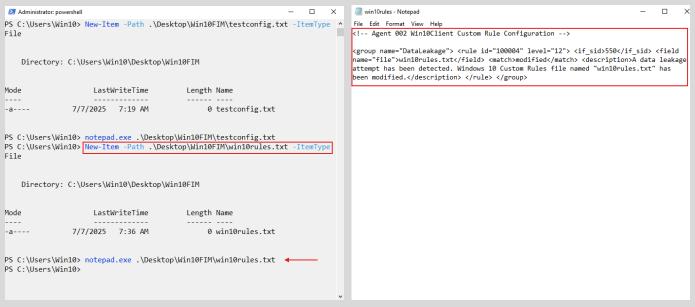 Administrator: powershell
PS C:\Users\Win10> New-Item -Path .\Desktop\Win10FIM\testconfig.txt -ItemType
File
Directory: C:\Users\Win10\Desktop\Win10FIM
Mode LastWriteTime Length Name
---- ------------- ------ ----
-a---- 7/7/2025 7:19 AM 0 testconfig.txt
PS C:\Users\Win10> notepad.exe .\Desktop\Win10FIM\testconfig.txt
PS C:\Users\Win10> New-Item -Path .\Desktop\Win10FIM\win10rules.txt -ItemType
File
Directory: C:\Users\Win10\Desktop\Win10FIM
Mode LastWriteTime Length Name
---- ------------- ------ ----
-a---- 7/7/2025 7:36 AM 0 win10rules.txt
PS C:\Users\Win10> notepad.exe .\Desktop\Win10FIM\win10rules.txt
PS C:\Users\Win10>
win10rules - Notepad
File Edit Format View Help
<!-- Agent 002 Win10Client Custom Rule Configuration -->
<group name="DataLeakage"> <rule id="100004" level="12"> <if_sid>550</if_sid> <field
name="file">win10rules.txt</field> <match>modified</match> <description>A data leakage
attempt has been detected. Windows 10 Custom Rules file named "win10rules.txt" has
been modified.</description> </rule> </group>